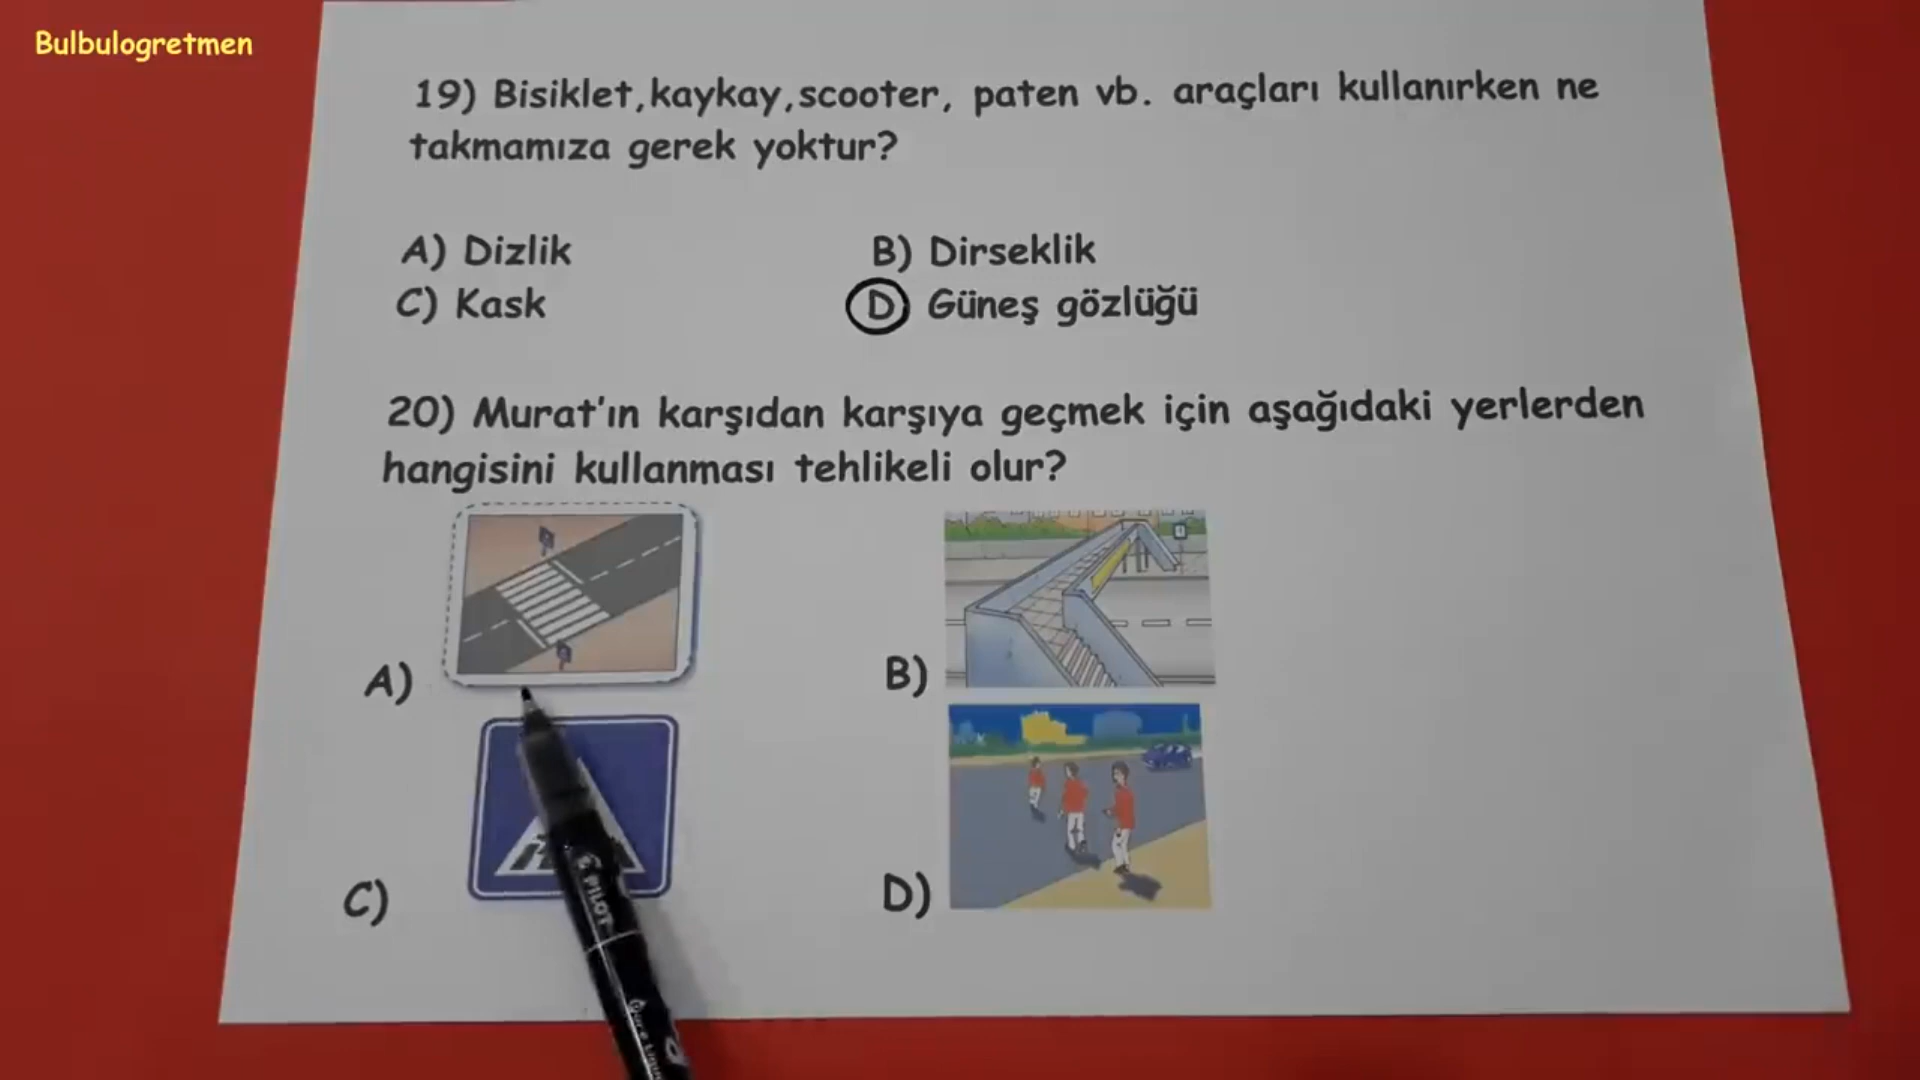 Bulbulogretmen
19) Bisiklet,kaykay,scooter, paten vb. araçları kullanırken ne
takmamıza gerek yoktur?
A) Dizlik
B) Dirseklik
C) Kask
D) Güneş gözlüğü
20) Murat'ın karşıdan karşıya geçmek için aşağıdaki yerlerden
hangisini kullanması tehlikeli olur?
A)
B)
C)
D)
PILOT